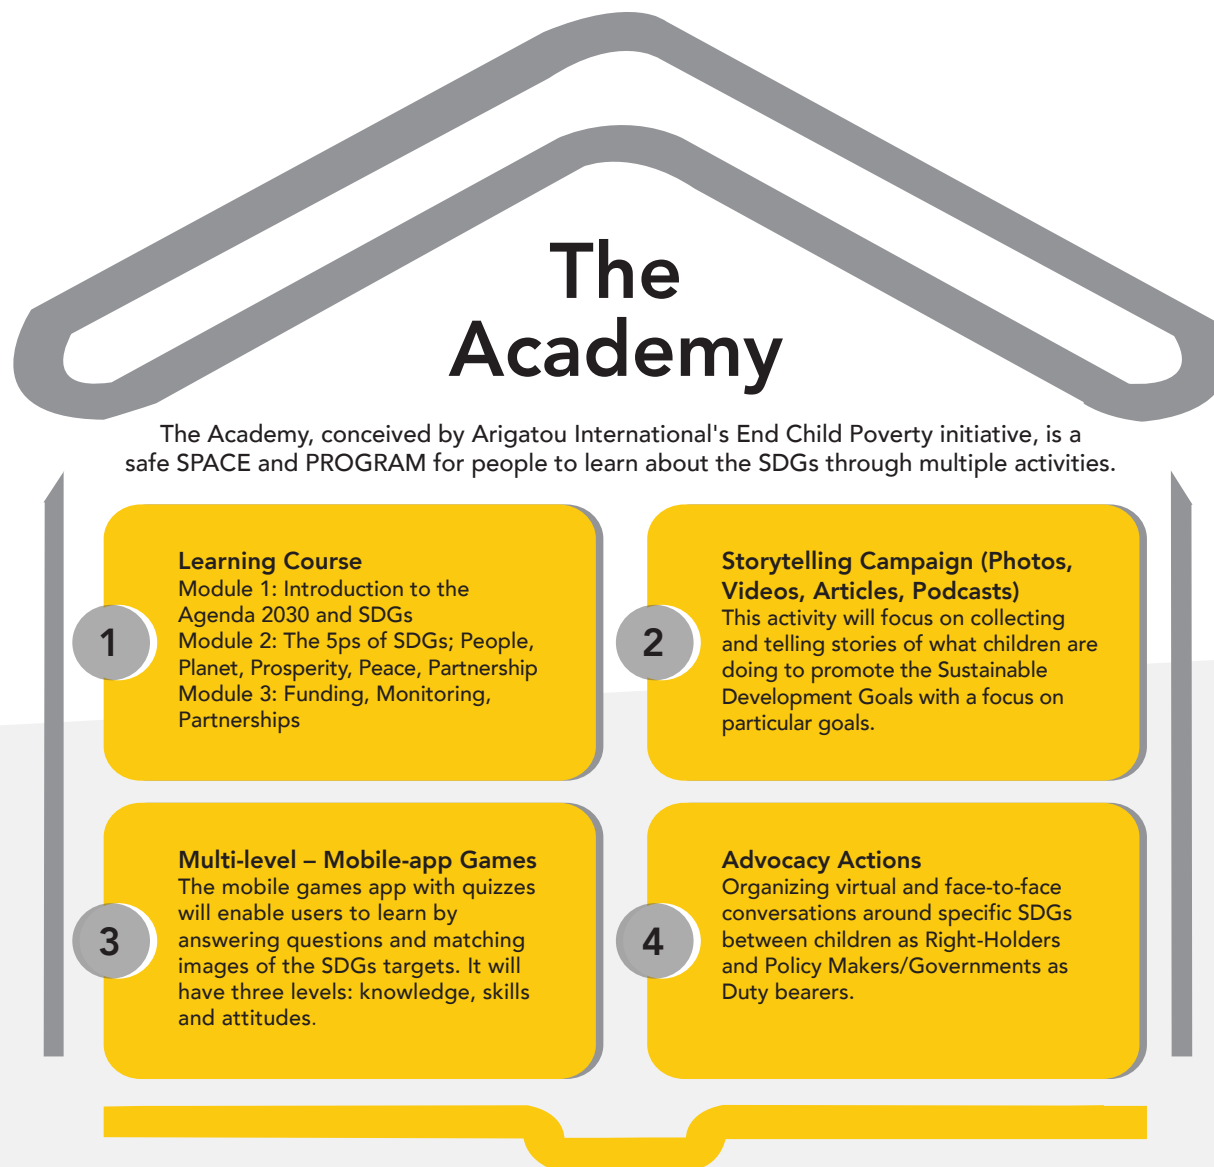 The
Academy
The Academy, conceived by Arigatou International's End Child Poverty initiative, is a
safe SPACE and PROGRAM for people to learn about the SDGs through multiple activities.
1
Learning Course
Module 1: Introduction to the
Agenda 2030 and SDGs
Module 2: The 5ps of SDGs; People,
Planet, Prosperity, Peace, Partnership
Module 3: Funding, Monitoring,
Partnerships
2
Storytelling Campaign (Photos,
Videos, Articles, Podcasts)
This activity will focus on collecting
and telling stories of what children are
doing to promote the Sustainable
Development Goals with a focus on
particular goals.
3
Multi-level – Mobile-app Games
The mobile games app with quizzes
will enable users to learn by
answering questions and matching
images of the SDGs targets. It will
have three levels: knowledge, skills
and attitudes.
4
Advocacy Actions
Organizing virtual and face-to-face
conversations around specific SDGs
between children as Right-Holders
and Policy Makers/Governments as
Duty bearers.